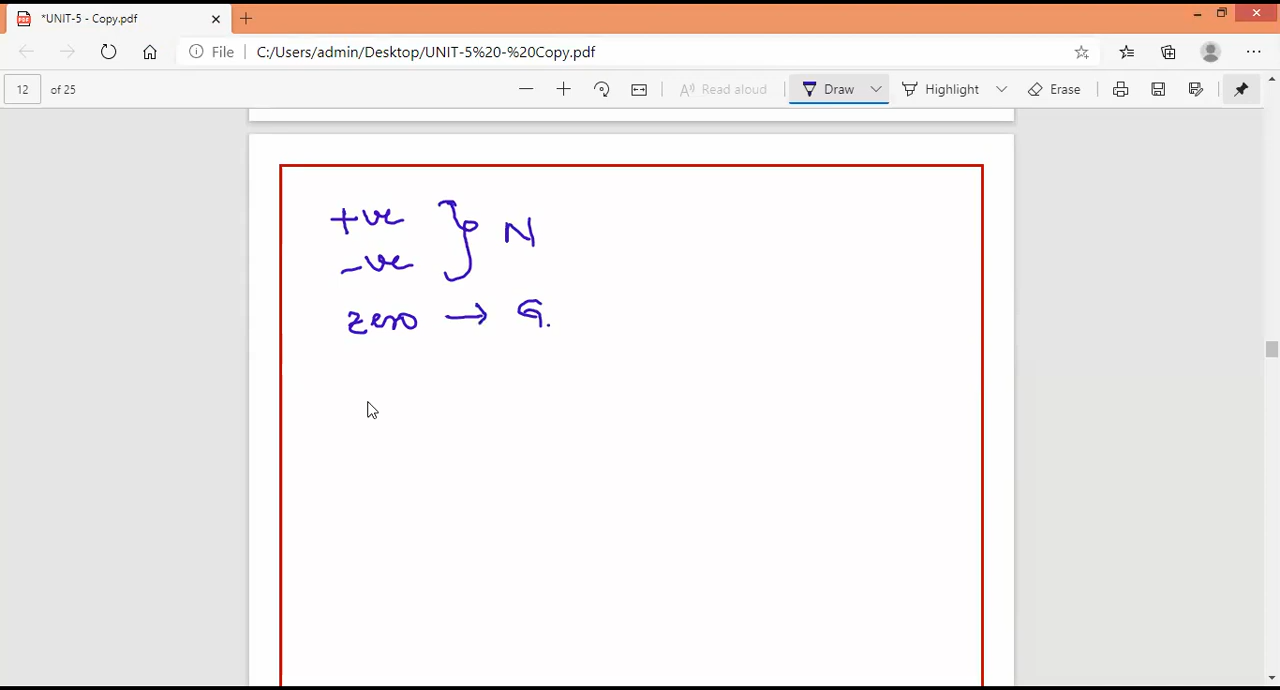 *UNIT-5 - Copy.pdf
File C:/Users/admin/Desktop/UNIT-5%20-%20Copy.pdf
12 of 25 Read aloud Draw Highlight Erase
+ve
-ve } N
zero → G.